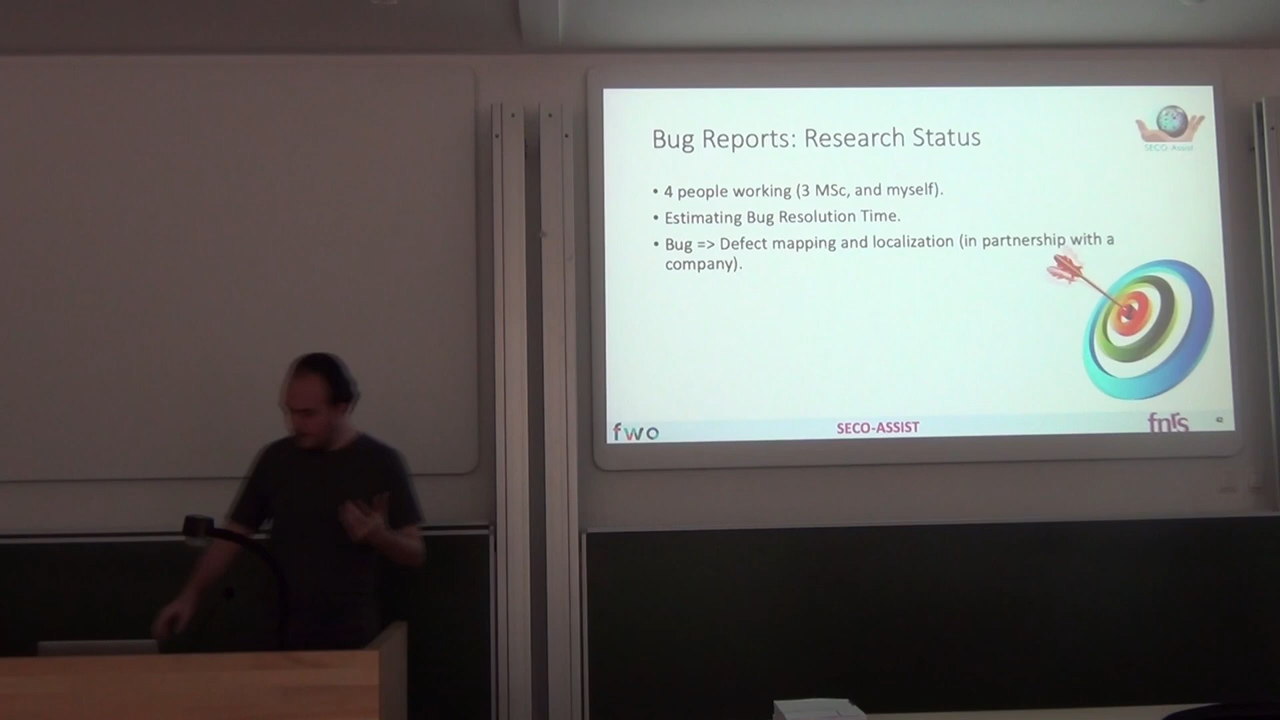 Bug Reports: Research Status
SECO-Assist
• 4 people working (3 MSc, and myself).
• Estimating Bug Resolution Time.
• Bug => Defect mapping and localization (in partnership with a
company).
fwo
SECO-ASSIST
fnrs